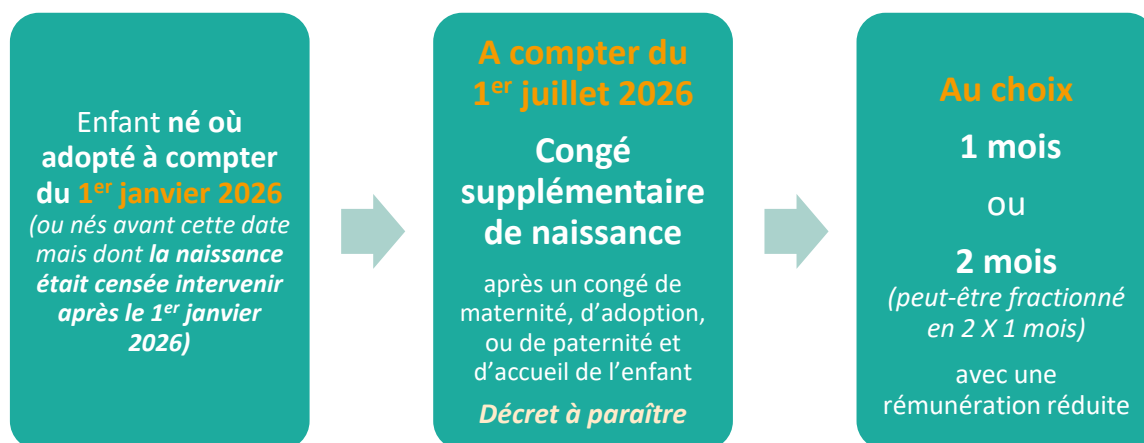 Enfant né où
adopté à compter
du 1er janvier 2026
(ou nés avant cette date
mais dont la naissance
était censée intervenir
après le 1er janvier
2026)
A compter du
1er juillet 2026
Congé
supplémentaire
de naissance
après un congé de
maternité, d’adoption,
ou de paternité et
d’accueil de l’enfant
Décret à paraître
Au choix
1 mois
ou
2 mois
(peut-être fractionné
en 2 X 1 mois)
avec une
rémunération réduite